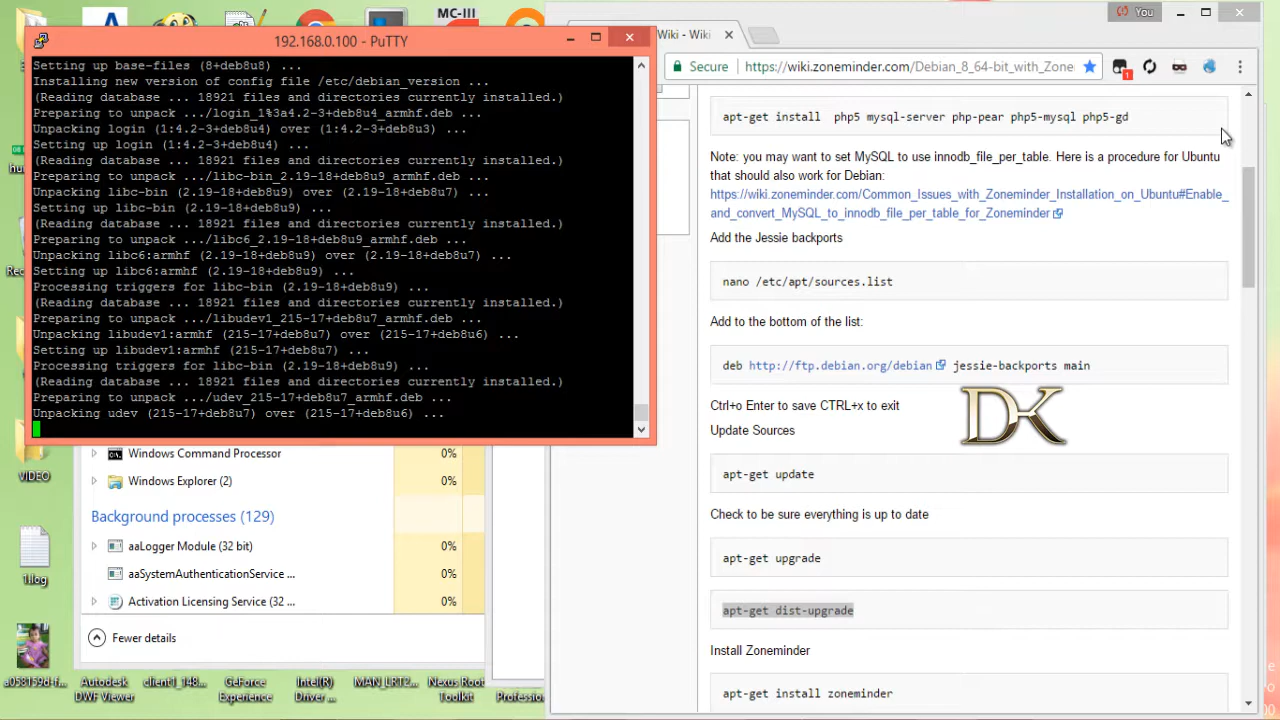 192.168.0.100 - PuTTY
Setting up base-files (8+deb8u8) ...
Installing new version of config file /etc/debian_version ...
(Reading database ... 18921 files and directories currently installed.)
Preparing to unpack .../login_1%3a4.2-3+deb8u4_armhf.deb ...
Unpacking login (1:4.2-3+deb8u4) over (1:4.2-3+deb8u3) ...
Setting up login (1:4.2-3+deb8u4) ...
(Reading database ... 18921 files and directories currently installed.)
Preparing to unpack .../libc-bin_2.19-18+deb8u9_armhf.deb ...
Unpacking libc-bin (2.19-18+deb8u9) over (2.19-18+deb8u7) ...
Setting up libc-bin (2.19-18+deb8u9) ...
(Reading database ... 18921 files and directories currently installed.)
Preparing to unpack .../libc6_2.19-18+deb8u9_armhf.deb ...
Unpacking libc6:armhf (2.19-18+deb8u9) over (2.19-18+deb8u7) ...
Setting up libc6:armhf (2.19-18+deb8u9) ...
Processing triggers for libc-bin (2.19-18+deb8u9) ...
(Reading database ... 18921 files and directories currently installed.)
Preparing to unpack .../libudev1_215-17+deb8u7_armhf.deb ...
Unpacking libudev1:armhf (215-17+deb8u7) over (215-17+deb8u6) ...
Setting up libudev1:armhf (215-17+deb8u7) ...
Processing triggers for libc-bin (2.19-18+deb8u9) ...
(Reading database ... 18921 files and directories currently installed.)
Preparing to unpack .../udev_215-17+deb8u7_armhf.deb ...
Unpacking udev (215-17+deb8u7) over (215-17+deb8u6) ...
MC-III
You
Wiki - Wiki
Secure https://wiki.zoneminder.com/Debian_8_64-bit_with_Zone
1
apt-get install php5 mysql-server php-pear php5-mysql php5-gd
Note: you may want to set MySQL to use innodb_file_per_table. Here is a procedure for Ubuntu
that should also work for Debian:
https://wiki.zoneminder.com/Common_Issues_with_Zoneminder_Installation_on_Ubuntu#Enable_
and_convert_MySQL_to_innodb_file_per_table_for_Zoneminder
Add the Jessie backports
nano /etc/apt/sources.list
Add to the bottom of the list:
deb http://ftp.debian.org/debian jessie-backports main
DK
Ctrl+o Enter to save CTRL+x to exit
Update Sources
apt-get update
Check to be sure everything is up to date
apt-get upgrade
apt-get dist-upgrade
Install Zoneminder
apt-get install zoneminder
Windows Command Processor 0%
Windows Explorer (2) 0%
Background processes (129)
aaLogger Module (32 bit) 0%
aaSystemAuthenticationService ... 0%
Activation Licensing Service (32 ... 0%
Fewer details
VIDEO
1.log
a058159d-f...
Autodesk
DWF Viewer
client1_148...
GeForce
Experience
Intel(R)
Driver ...
MAN_LRT2...
Nexus Root
Toolkit